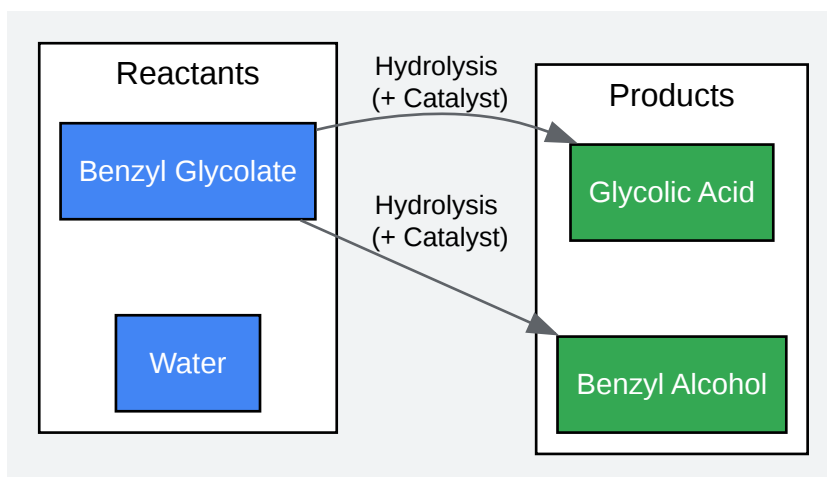 Reactants
Benzyl Glycolate
Water
Hydrolysis
(+ Catalyst)
Hydrolysis
(+ Catalyst)
Products
Glycolic Acid
Benzyl Alcohol